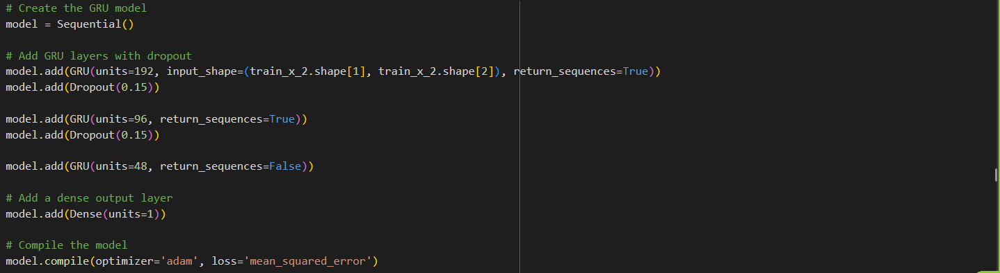 # Create the GRU model
model = Sequential()
# Add GRU layers with dropout
model.add(GRU(units=192, input_shape=(train_x_2.shape[1], train_x_2.shape[2]), return_sequences=True))
model.add(Dropout(0.15))
model.add(GRU(units=96, return_sequences=True))
model.add(Dropout(0.15))
model.add(GRU(units=48, return_sequences=False))
# Add a dense output layer
model.add(Dense(units=1))
# Compile the model
model.compile(optimizer='adam', loss='mean_squared_error')